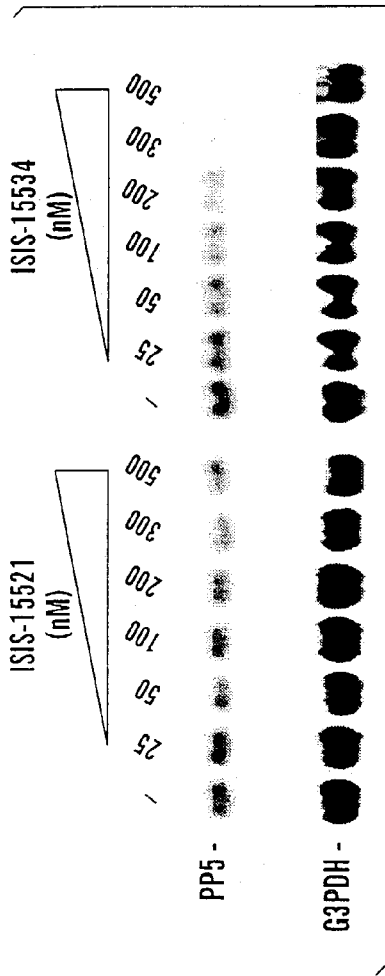 ISIS-15521 ISIS-15534
(nM) (nM)
/ 25 50 100 200 300 500 / 25 50 100 200 300 500
PP5 -
G3PDH -